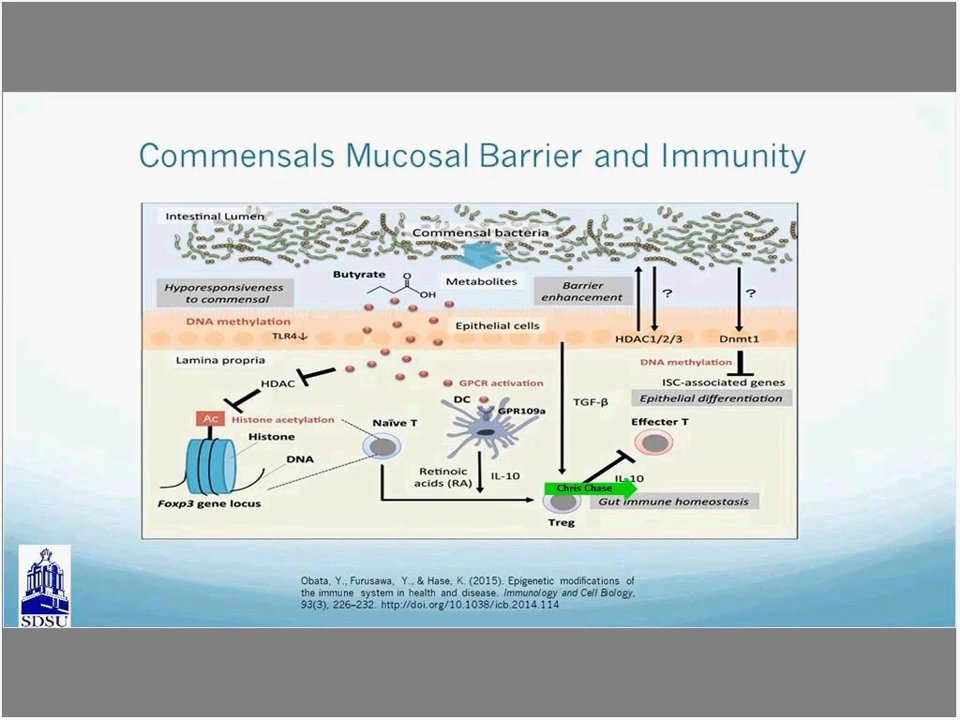 Commensals Mucosal Barrier and Immunity
Intestinal Lumen
Commensal bacteria
Butyrate
O
OH
Metabolites
Hyporesponsiveness
to commensal
Barrier
enhancement
?
?
DNA methylation
TLR4↓
Epithelial cells
HDAC1/2/3
Dnmt1
Lamina propria
DNA methylation
HDAC
GPCR activation
ISC-associated genes
DC
TGF-β
Epithelial differentiation
GPR109a
Ac
Histone acetylation
Naïve T
Effecter T
Histone
DNA
Retinoic
acids (RA)
IL-10
IL-10
Chris Chase
Foxp3 gene locus
Gut immune homeostasis
Treg
Obata, Y., Furusawa, Y., & Hase, K. (2015). Epigenetic modifications of
the immune system in health and disease. Immunology and Cell Biology,
93(3), 226–232. http://doi.org/10.1038/icb.2014.114
SDSU